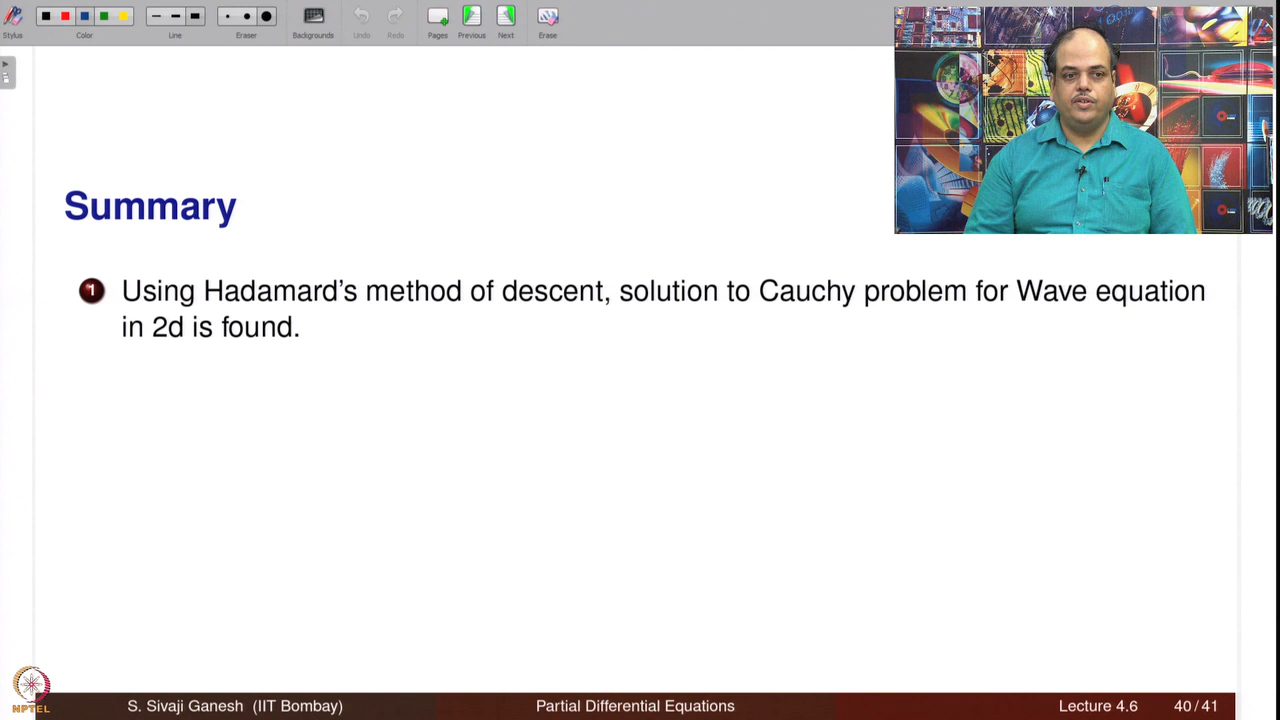 Stylus
Color
Line
Eraser
Backgrounds
Undo
Redo
Pages
Previous
Next
Erase
Summary
1 Using Hadamard's method of descent, solution to Cauchy problem for Wave equation
in 2d is found.
NPTEL
S. Sivaji Ganesh (IIT Bombay)
Partial Differential Equations
Lecture 4.6
40/41